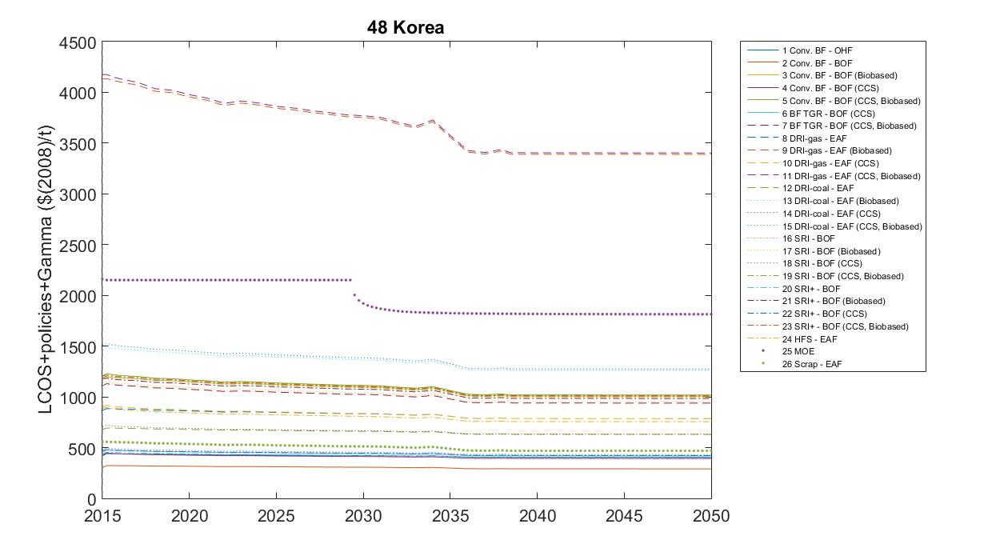 48 Korea
LCOS+policies+Gamma ($(2008)/t)
4500
4000
3500
3000
2500
2000
1500
1000
500
0
2015
2020
2025
2030
2035
2040
2045
2050
1 Conv. BF - OHF
2 Conv. BF - BOF
3 Conv. BF - BOF (Biobased)
4 Conv. BF - BOF (CCS)
5 Conv. BF - BOF (CCS, Biobased)
6 BF TGR - BOF (CCS)
7 BF TGR - BOF (CCS, Biobased)
8 DRI-gas - EAF
9 DRI-gas - EAF (Biobased)
10 DRI-gas - EAF (CCS)
11 DRI-gas - EAF (CCS, Biobased)
12 DRI-coal - EAF
13 DRI-coal - EAF (Biobased)
14 DRI-coal - EAF (CCS)
15 DRI-coal - EAF (CCS, Biobased)
16 SRI - BOF
17 SRI - BOF (Biobased)
18 SRI - BOF (CCS)
19 SRI - BOF (CCS, Biobased)
20 SRI+ - BOF
21 SRI+ - BOF (Biobased)
22 SRI+ - BOF (CCS)
23 SRI+ - BOF (CCS, Biobased)
24 HFS - EAF
25 MOE
26 Scrap - EAF